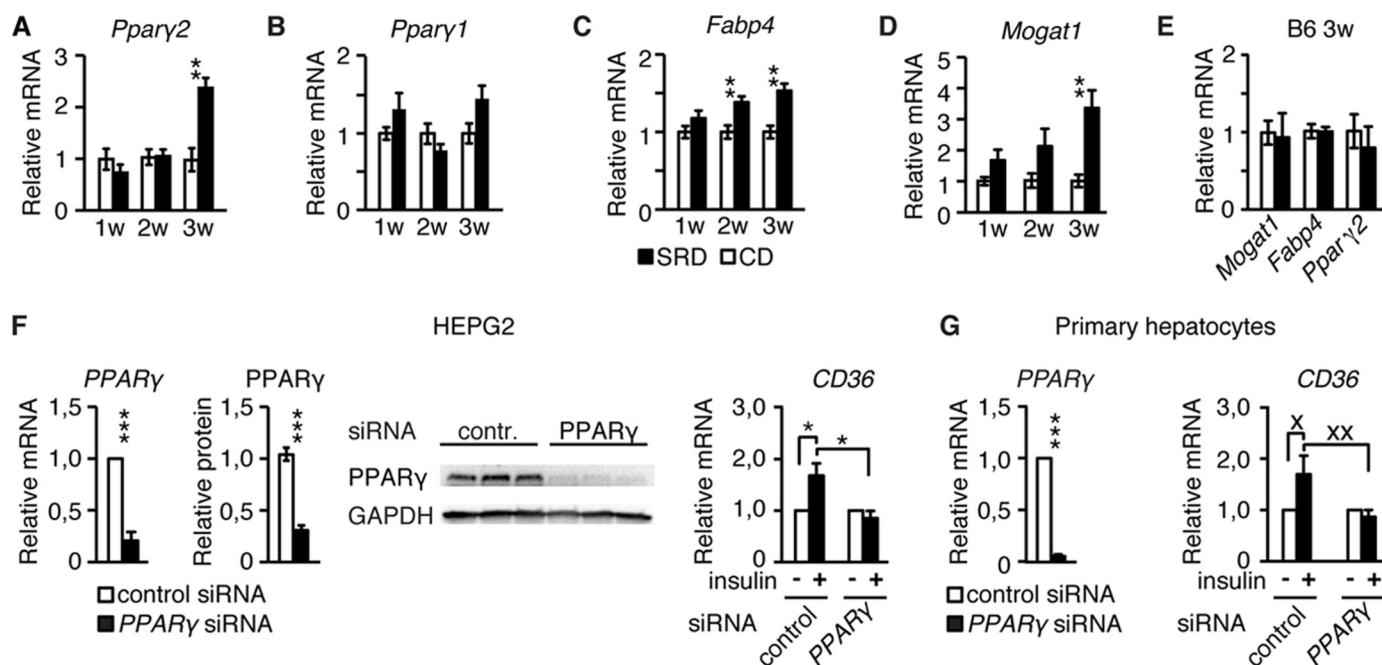 A Pparγ2
Relative mRNA
3
2
1
0
** 
1w 2w 3w
B Pparγ1
Relative mRNA
2
1
0
1w 2w 3w
C Fabp4
Relative mRNA
2
1
0
** **
1w 2w 3w
D Mogat1
Relative mRNA
5
4
3
2
1
0
**
1w 2w 3w
E B6 3w
Relative mRNA
2
1
0
Mogat1 Fabp4 Pparγ2
SRD CD
F HEPG2
PPARγ
Relative mRNA
1,5
1,0
0,5
0
***
PPARγ
Relative protein
1,5
1,0
0,5
0
***
control siRNA
PPARγ siRNA
siRNA contr. PPARγ
PPARγ
GAPDH
CD36
Relative mRNA
3,0
2,0
1,0
0
* *
insulin - + - +
siRNA control PPARγ
G Primary hepatocytes
PPARγ
Relative mRNA
1,5
1,0
0,5
0
***
control siRNA
PPARγ siRNA
CD36
Relative mRNA
3,0
2,0
1,0
0
X XX
insulin - + - +
siRNA control PPARγ